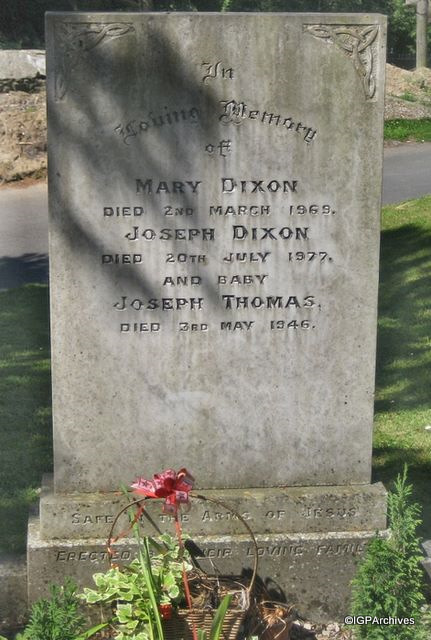 In
Loving Memory
of
MARY DIXON
DIED 2ND MARCH 1969.
JOSEPH DIXON
DIED 20TH JULY 1977.
AND BABY
JOSEPH THOMAS.
DIED 3RD MAY 1946.
SAFE IN THE ARMS OF JESUS
ERECTED THEIR LOVING FAMILY
©IGPArchives